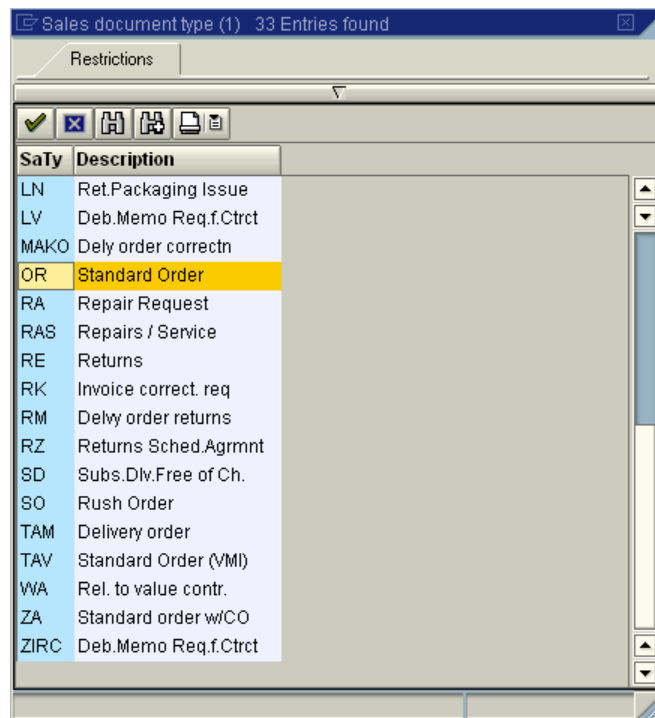 Sales document type (1) 33 Entries found
Restrictions
SaTy Description
LN Ret.Packaging Issue
LV Deb.Memo Req.f.Ctrct
MAKO Dely order correctn
OR Standard Order
RA Repair Request
RAS Repairs / Service
RE Returns
RK Invoice correct. req
RM Delvy order returns
RZ Returns Sched.Agrmnt
SD Subs.Dlv.Free of Ch.
SO Rush Order
TAM Delivery order
TAV Standard Order (VMI)
WA Rel. to value contr.
ZA Standard order w/CO
ZIRC Deb.Memo Req.f.Ctrct